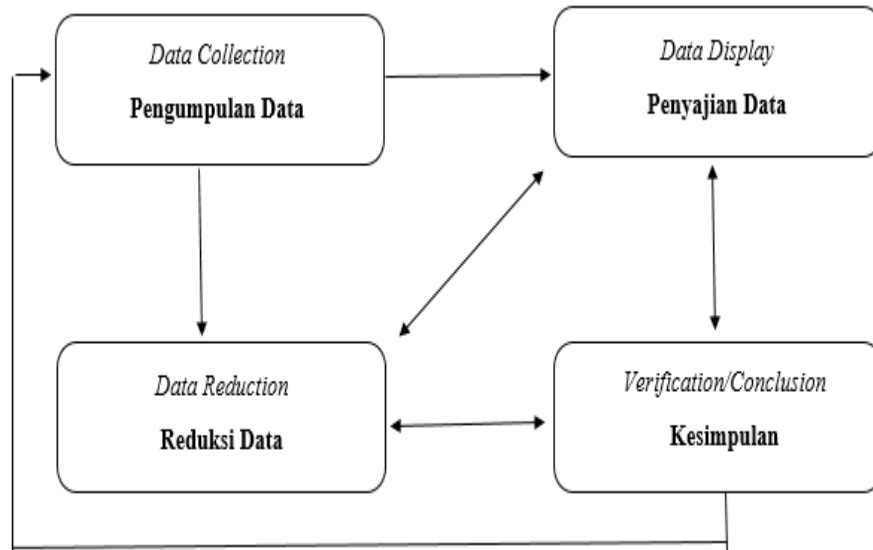 Data Collection
Pengumpulan Data
Data Display
Penyajian Data
Data Reduction
Reduksi Data
Verification/Conclusion
Kesimpulan